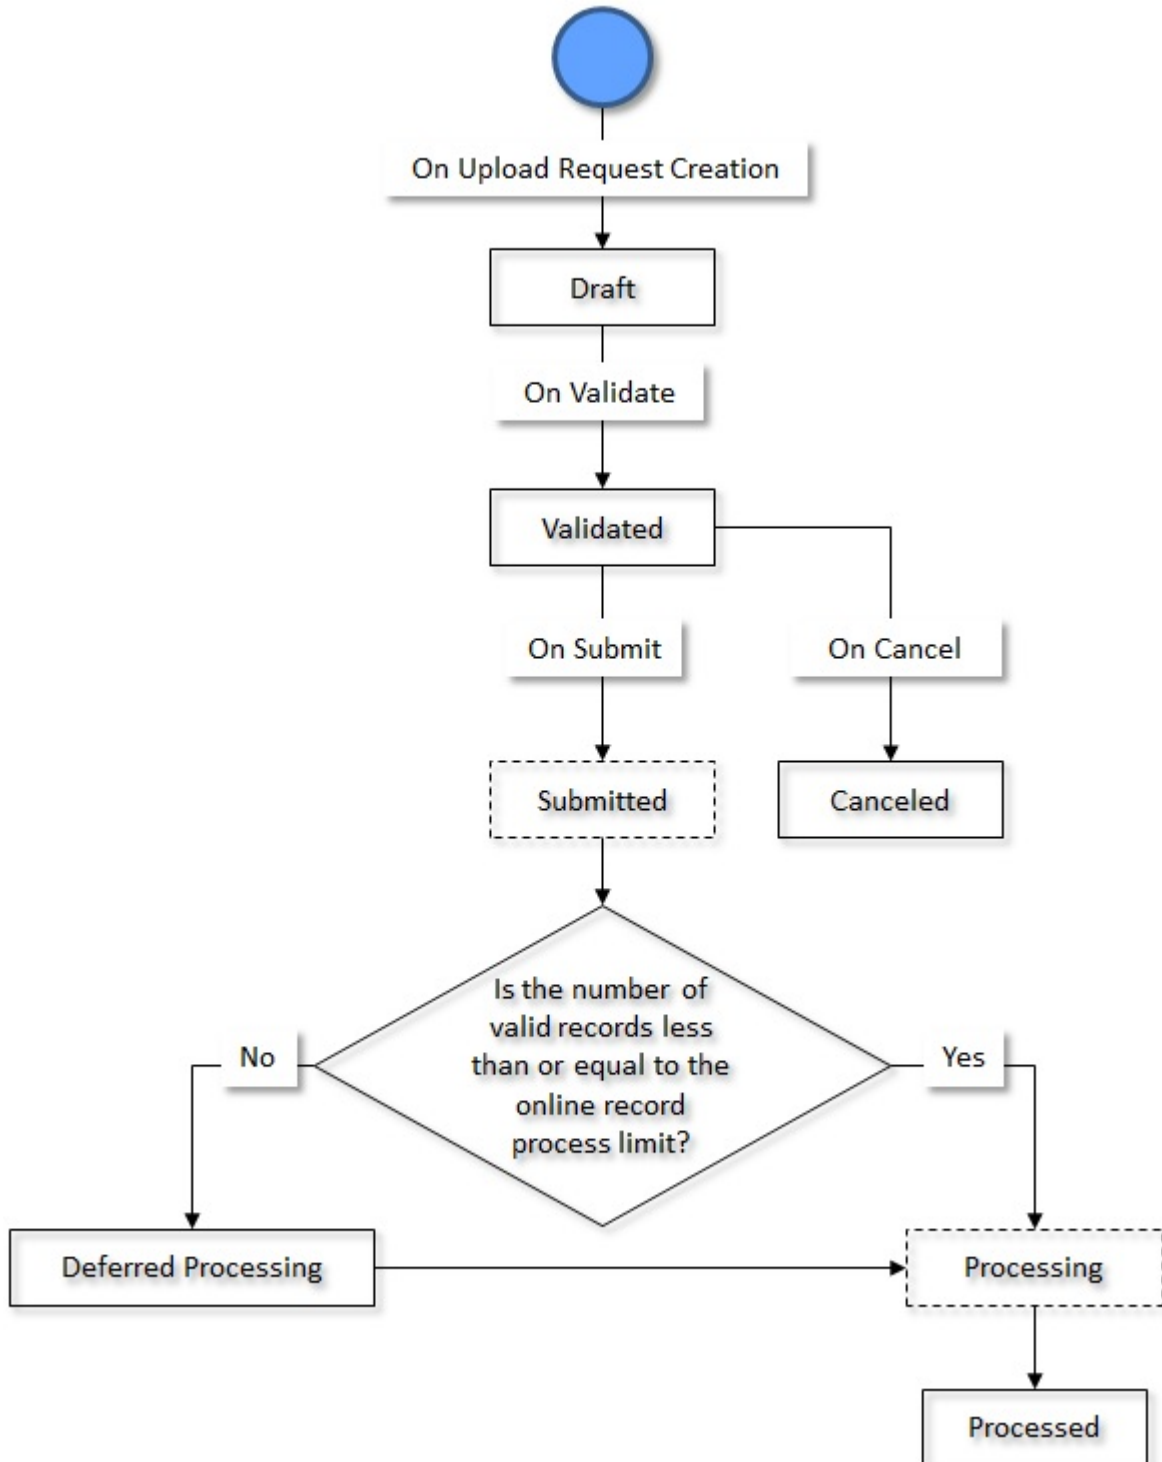 On Upload Request Creation
Draft
On Validate
Validated
On Submit
On Cancel
Submitted
Canceled
Is the number of
valid records less
than or equal to the
online record
process limit?
No
Yes
Deferred Processing
Processing
Processed